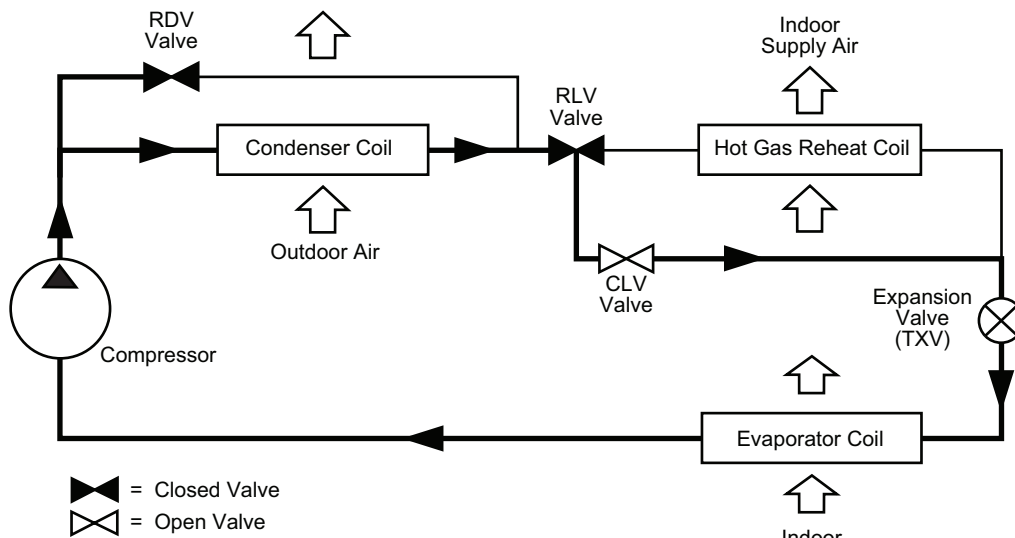 RDV
Valve
Indoor
Supply Air
RLV
Valve
Condenser Coil
Hot Gas Reheat Coil
Outdoor Air
CLV
Valve
Expansion
Valve
(TXV)
Compressor
Evaporator Coil
= Closed Valve
= Open Valve
Indoor